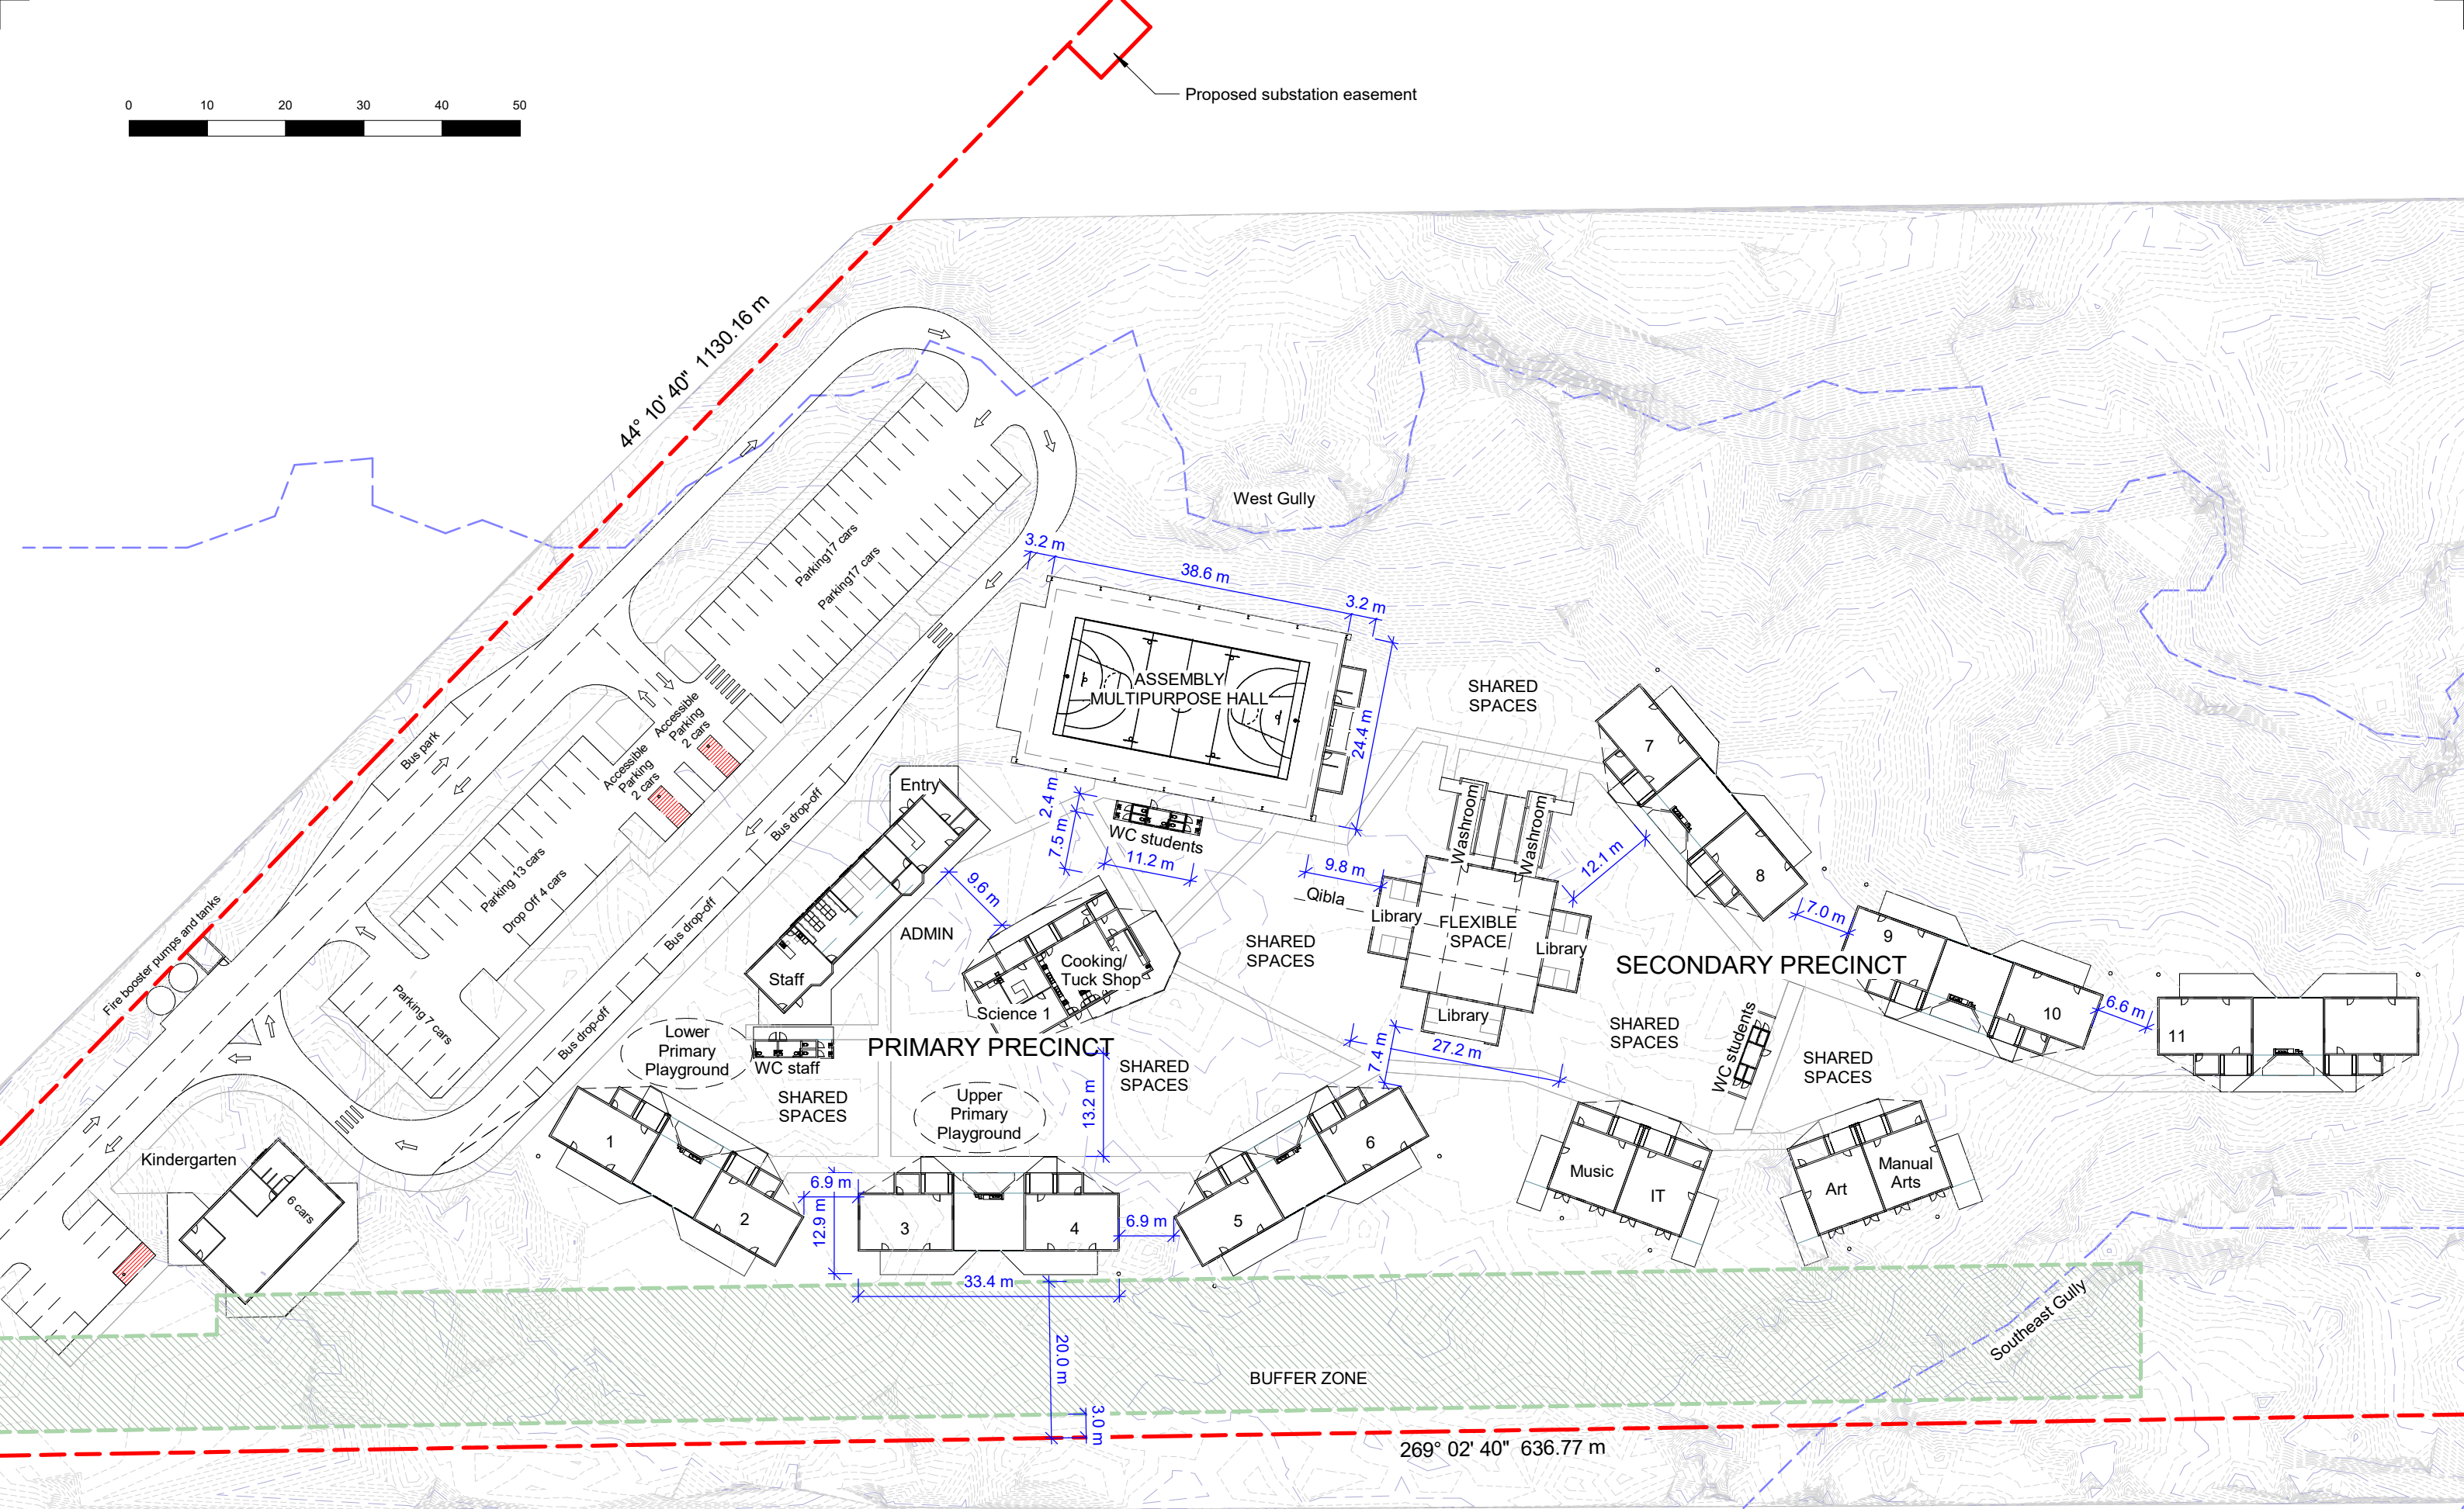 0 10 20 30 40 50
Proposed substation easement
44° 10' 40" 1130.16 m
West Gully
Parking17 cars
Parking17 cars
3.2 m
38.6 m
3.2 m
24.4 m
ASSEMBLY
MULTIPURPOSE HALL
SHARED
SPACES
Bus park
Accessible
Parking
2 cars
Accessible
Parking
2 cars
7
8
Entry
Bus drop-off
2.4 m
7.5 m
WC students
11.2 m
9.8 m
Qibla
Washroom
Washroom
12.1 m
Parking 13 cars
Drop Off 4 cars
Bus drop-off
9.6 m
ADMIN
Library
FLEXIBLE
SPACE
Library
Library
7.0 m
9
10
6.6 m
11
Fire booster pumps and tanks
Staff
Cooking/
Tuck Shop
Science 1
SHARED
SPACES
SECONDARY PRECINCT
Parking 7 cars
Bus drop-off
Lower
Primary
Playground
WC staff
PRIMARY PRECINCT
SHARED
SPACES
13.2 m
7.4 m
27.2 m
SHARED
SPACES
WC students
SHARED
SPACES
SHARED
SPACES
Upper
Primary
Playground
Kindergarten
6 cars
1
2
6.9 m
12.9 m
3
4
6.9 m
5
6
Music
IT
Art
Manual
Arts
33.4 m
20.0 m
3.0 m
BUFFER ZONE
Southeast Gully
269° 02' 40" 636.77 m